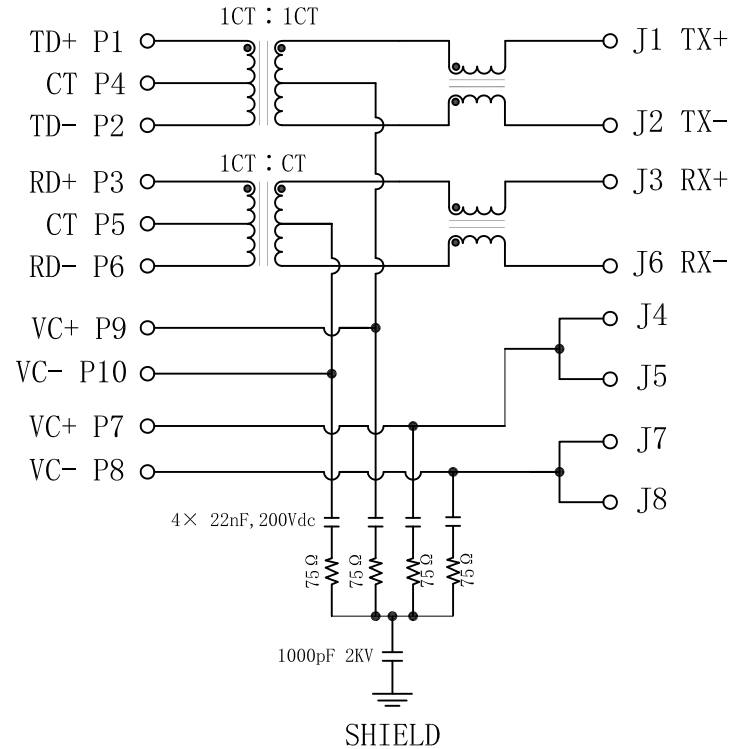 1CT：1CT
TD+ P1
J1 TX+
CT P4
TD- P2
J2 TX-
1CT：CT
RD+ P3
J3 RX+
CT P5
RD- P6
J6 RX-
VC+ P9
J4
VC- P10
J5
VC+ P7
J7
VC- P8
J8
4× 22nF,200Vdc
75Ω
75Ω
75Ω
75Ω
1000pF 2KV
SHIELD